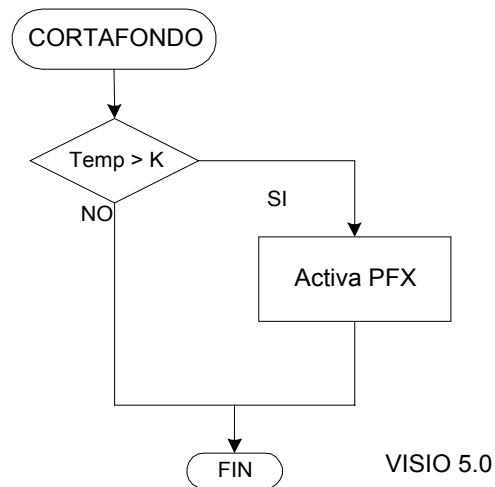 CORTAFONDO
Temp > K
NO
SI
Activa PFX
FIN
VISIO 5.0